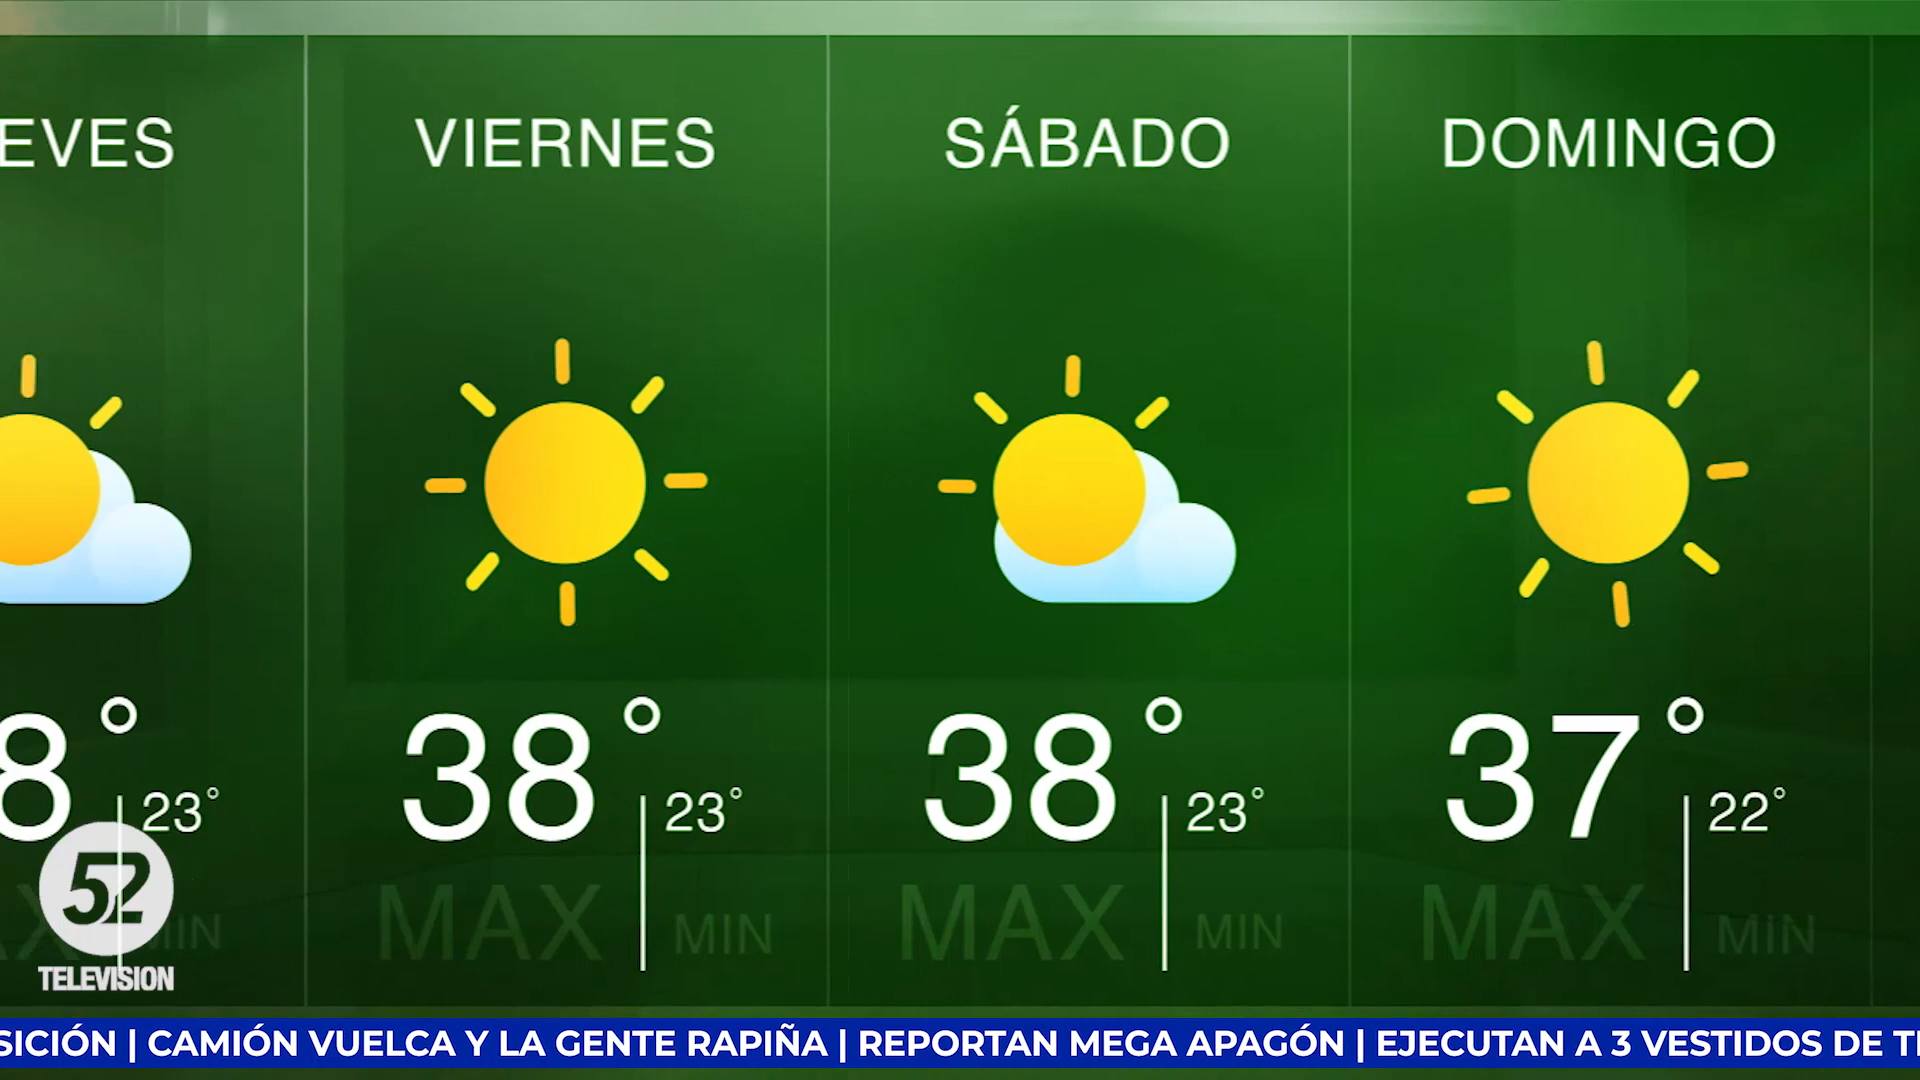 EVES VIERNES SÁBADO DOMINGO
8° 23° 38° 23° 38° 23° 37° 22°
MIN MAX MIN MAX MIN MAX MIN
52
TELEVISION
SICIÓN | CAMIÓN VUELCA Y LA GENTE RAPIÑA | REPORTAN MEGA APAGÓN | EJECUTAN A 3 VESTIDOS DE